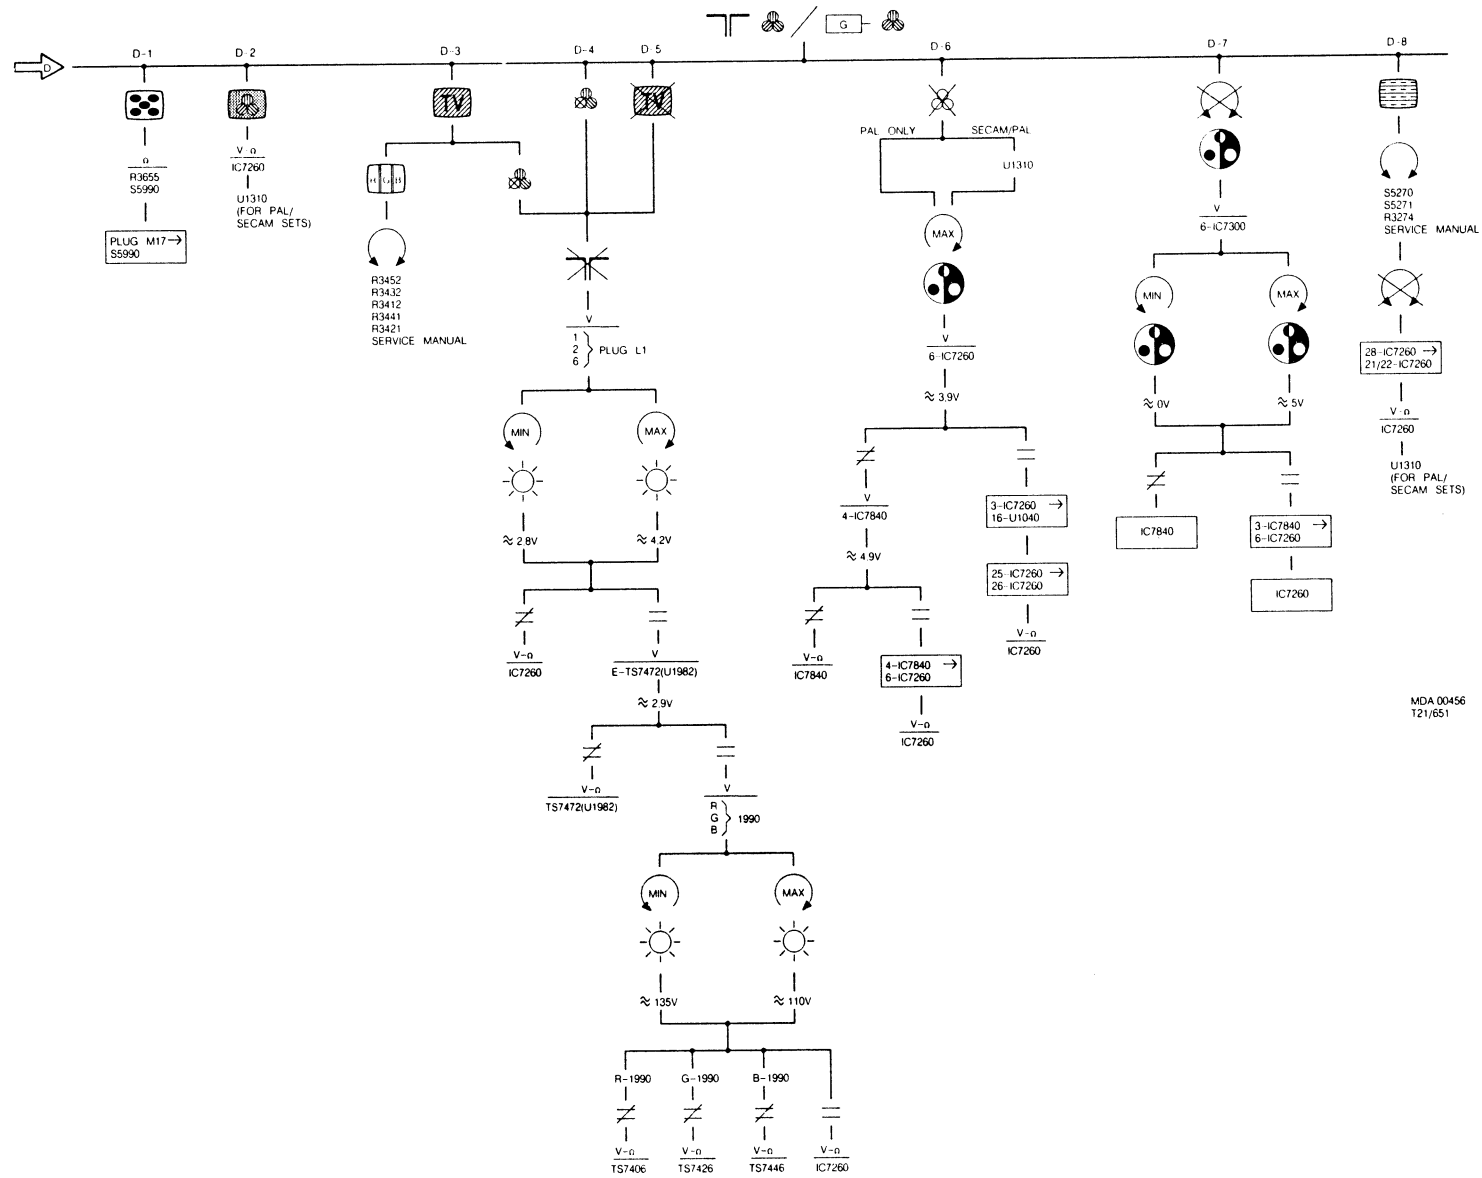 G
D
D-1
D-2
D-3
D-4
D-5
D-6
D-7
D-8
TV
TV
Ω
R3655
S5990
PLUG M17→
S5990
V-Ω
IC7260
U1310
(FOR PAL/
SECAM SETS)
R G B
R3452
R3432
R3412
R3441
R3421
SERVICE MANUAL
V
1
2
6
PLUG L1
MIN
MAX
≈ 2.8V
≈ 4.2V
V-Ω
IC7260
V
E-TS7472(U1982)
≈ 2.9V
V-Ω
TS7472(U1982)
V
R
G
B
1990
MIN
MAX
≈ 135V
≈ 110V
R-1990
G-1990
B-1990
V-Ω
TS7406
V-Ω
TS7426
V-Ω
TS7446
V-Ω
IC7260
PAL ONLY
SECAM/PAL
U1310
MAX
V
6-IC7260
≈ 3.9V
V
4-IC7840
≈ 4.9V
V-Ω
IC7840
4-IC7840 →
6-IC7260
V-Ω
IC7260
3-IC7260 →
16-U1040
25-IC7260 →
26-IC7260
V-Ω
IC7260
V
6-IC7300
MIN
MAX
≈ 0V
≈ 5V
IC7840
3-IC7840 →
6-IC7260
IC7260
S5270
S5271
R3274
SERVICE MANUAL
28-IC7260 →
21/22-IC7260
V-Ω
IC7260
U1310
(FOR PAL/
SECAM SETS)
MDA 00456
T21/651